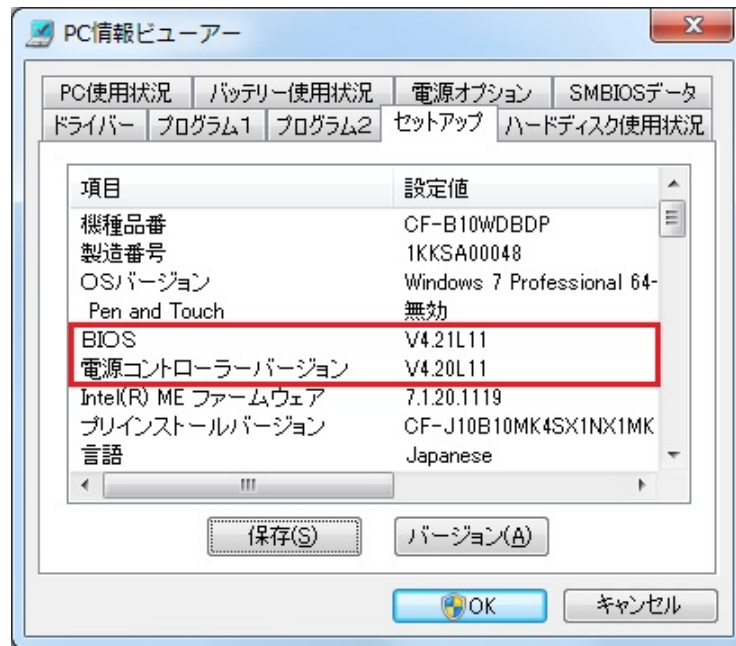 PC情報ビューアー
PC使用状況 バッテリー使用状況 電源オプション SMBIOSデータ
ドライバー プログラム1 プログラム2 セットアップ ハードディスク使用状況
項目 設定値
機種品番 CF-B10WDBDP
製造番号 1KKSA00048
OSバージョン Windows 7 Professional 64-
Pen and Touch 無効
BIOS V4.21L11
電源コントローラーバージョン V4.20L11
Intel(R) ME ファームウェア 7.1.20.1119
プリインストールバージョン CF-J10B10MK4SX1NX1MK
言語 Japanese
保存(S) バージョン(A)
OK キャンセル